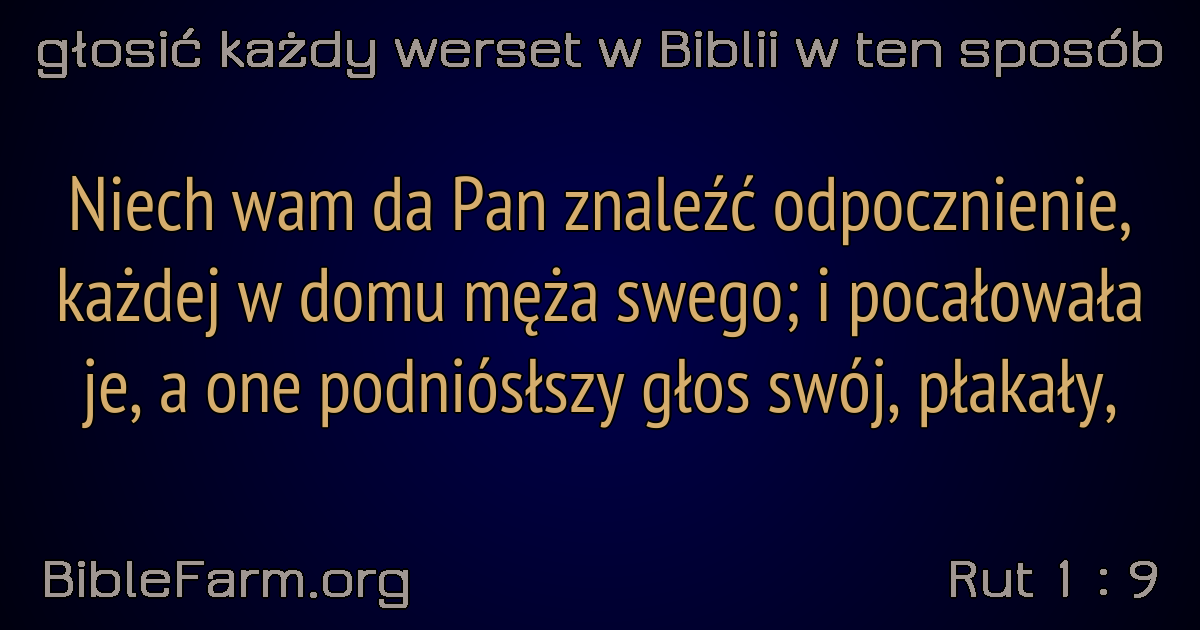 głosić każdy werset w Biblii w ten sposób
Niech wam da Pan znaleźć odpocznienie,
każdej w domu męża swego; i pocałowała
je, a one podniósłszy głos swój, płakały,
BibleFarm.org
Rut 1 : 9